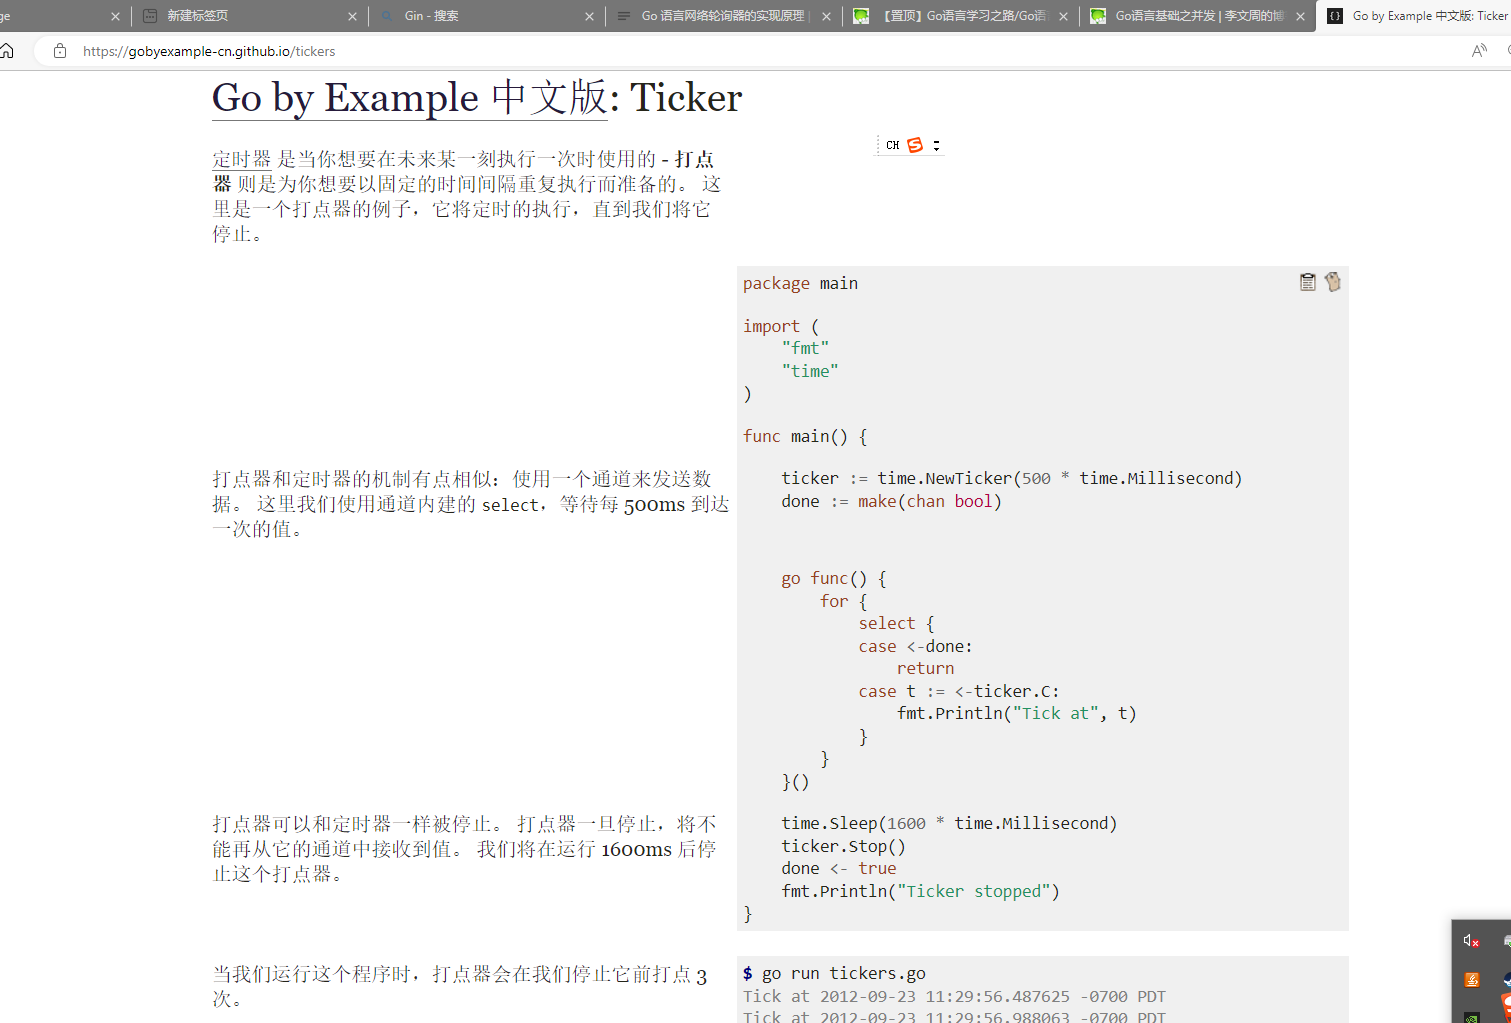 ge
新建标签页
Gin - 搜索
Go 语言网络轮询器的实现原理 |
【置顶】Go语言学习之路/Go语
Go语言基础之并发 | 李文周的博
Go by Example 中文版: Ticker
https://gobyexample-cn.github.io/tickers
Go by Example 中文版: Ticker
定时器 是当你想要在未来某一刻执行一次时使用的 - 打点
器 则是为你想要以固定的时间间隔重复执行而准备的。 这
里是一个打点器的例子，它将定时的执行，直到我们将它
停止。
CH
package main
import (
"fmt"
"time"
)
func main() {
打点器和定时器的机制有点相似：使用一个通道来发送数
据。 这里我们使用通道内建的 select，等待每 500ms 到达
一次的值。
ticker := time.NewTicker(500 * time.Millisecond)
done := make(chan bool)
go func() {
for {
select {
case <-done:
return
case t := <-ticker.C:
fmt.Println("Tick at", t)
}
}
}()
打点器可以和定时器一样被停止。 打点器一旦停止，将不
能再从它的通道中接收到值。 我们将在运行 1600ms 后停
止这个打点器。
time.Sleep(1600 * time.Millisecond)
ticker.Stop()
done <- true
fmt.Println("Ticker stopped")
}
当我们运行这个程序时，打点器会在我们停止它前打点 3
次。
$ go run tickers.go
Tick at 2012-09-23 11:29:56.487625 -0700 PDT
Tick at 2012-09-23 11:29:56.988063 -0700 PDT